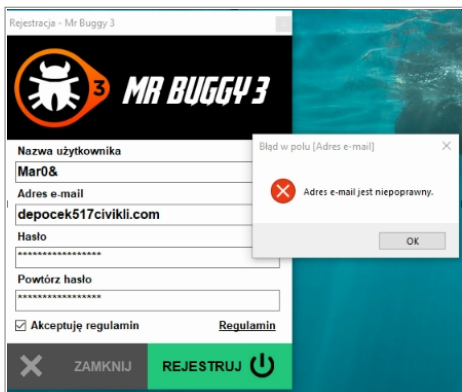 Rejestracja - Mr Buggy 3
3
MR BUGGY 3
Nazwa użytkownika
Mar0&
Adres e-mail
depocek517civikli.com
Hasło
*****************
Powtórz hasło
*****************
Akceptuję regulamin
Regulamin
ZAMKNIJ
REJESTRUJ
Błąd w polu [Adres e-mail]
Adres e-mail jest niepoprawny.
OK